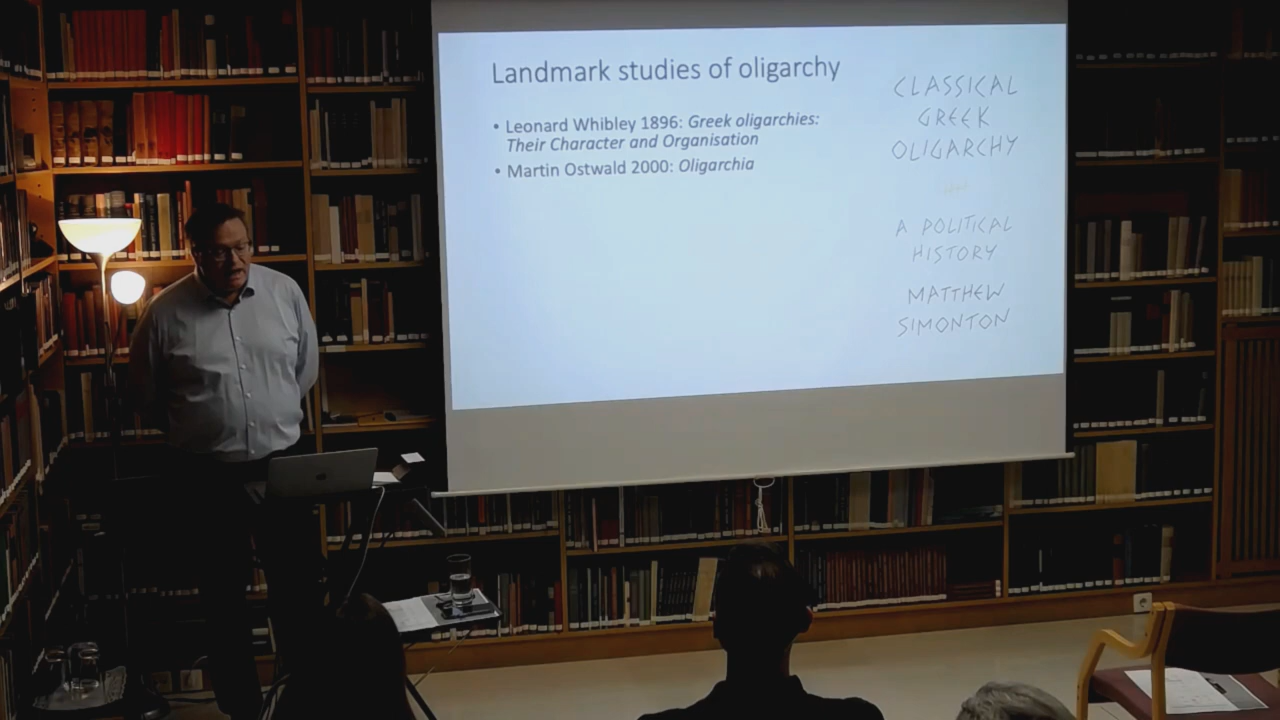 Landmark studies of oligarchy
• Leonard Whibley 1896: Greek oligarchies:
Their Character and Organisation
• Martin Ostwald 2000: Oligarchia
CLASSICAL
GREEK
OLIGARCHY
A POLITICAL
HISTORY
MATTHEW
SIMONTON